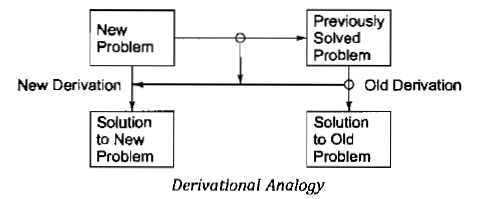 New
Problem
Previously
Solved
Problem
New Derivation
Old Derivation
Solution
to New
Problem
Solution
to Old
Problem
Derivational Analogy